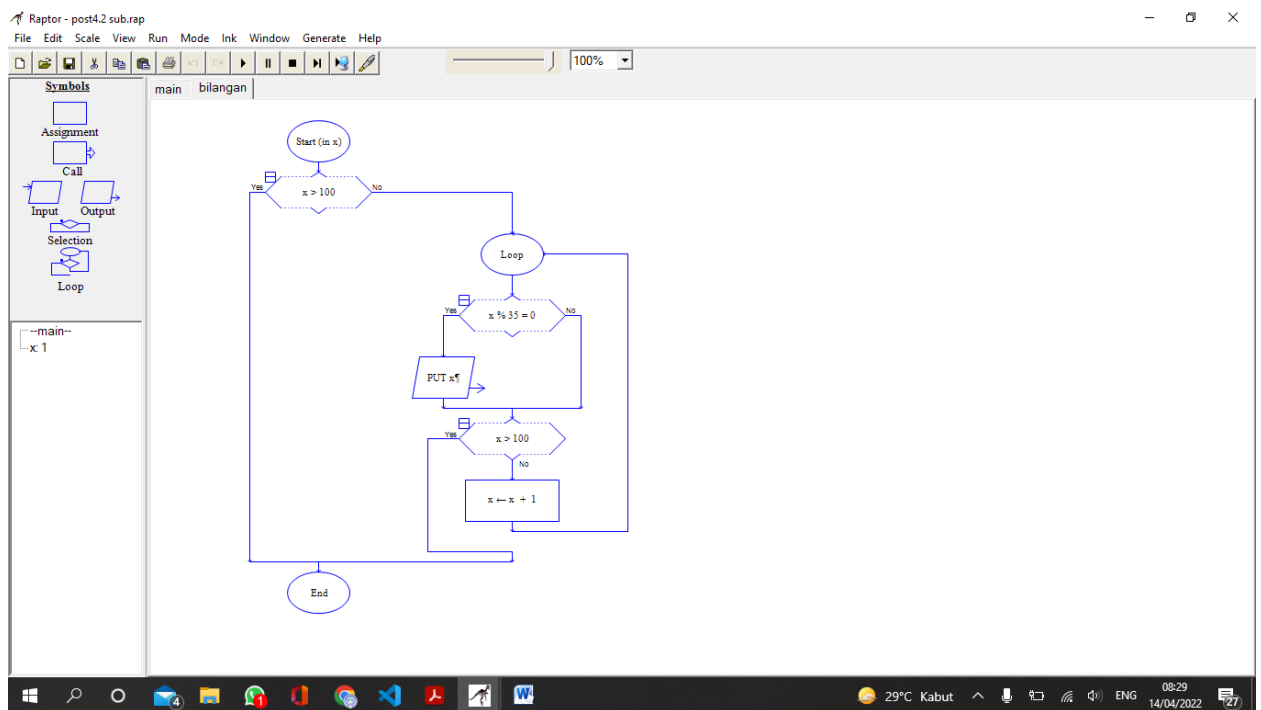 Raptor - post4.2 sub.rap
File Edit Scale View Run Mode Ink Window Generate Help
100%
Symbols
Assignment
Call
Input Output
Selection
Loop
--main--
x: 1
main bilangan
Start (in x)
Yes x > 100 No
Loop
Yes x % 35 = 0 No
PUT x¶
Yes x > 100
No
x ← x + 1
End
4
1
29°C Kabut
ENG
08:29
14/04/2022
27